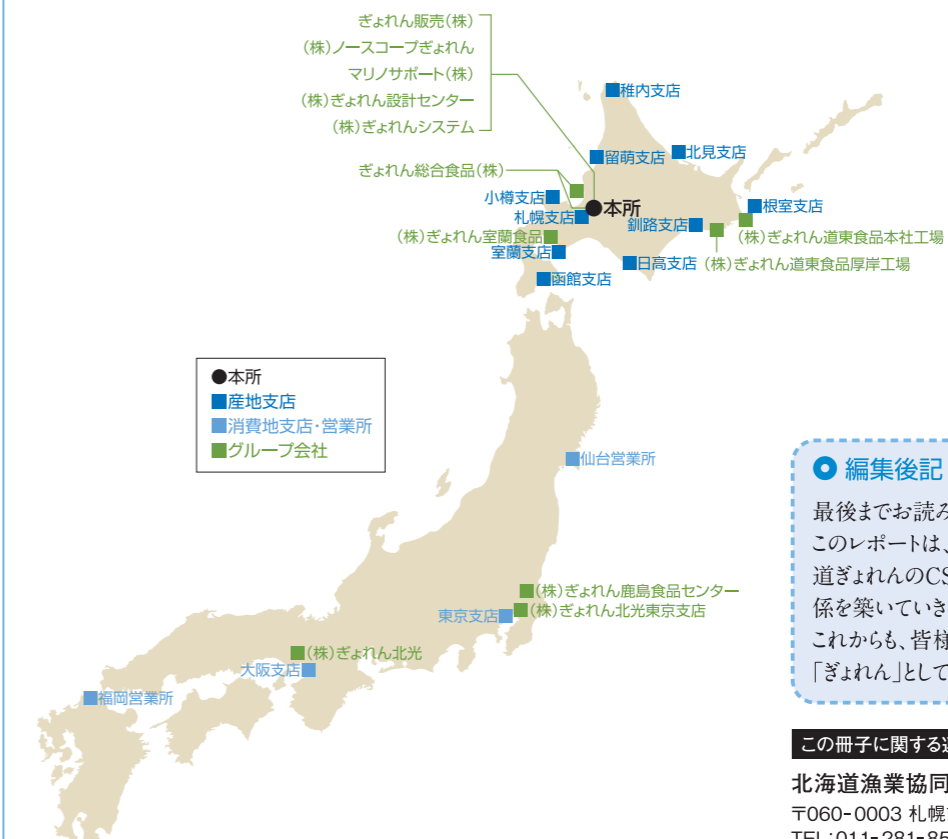 ぎょれん販売(株)
(株)ノースコープぎょれん
マリノサポート(株)
(株)ぎょれん設計センター
(株)ぎょれんシステム
ぎょれん総合食品(株)
■稚内支店
■留萌支店
■北見支店
小樽支店■
札幌支店■
●本所
釧路支店■
■根室支店
(株)ぎょれん道東食品本社工場
(株)ぎょれん道東食品厚岸工場
(株)ぎょれん室蘭食品■
室蘭支店■
■日高支店
■函館支店
●本所
■産地支店
■消費地支店・営業所
■グループ会社
■仙台営業所
■(株)ぎょれん鹿島食品センター
東京支店■
■(株)ぎょれん北光東京支店
■(株)ぎょれん北光
大阪支店■
■福岡営業所
編集後記
最後までお読み
このレポートは、
道ぎょれんのCS
係を築いていき
これからも、皆様
「ぎょれん」として
この冊子に関する
北海道漁業協同
〒060-0003 札幌
TEL:011-281-85